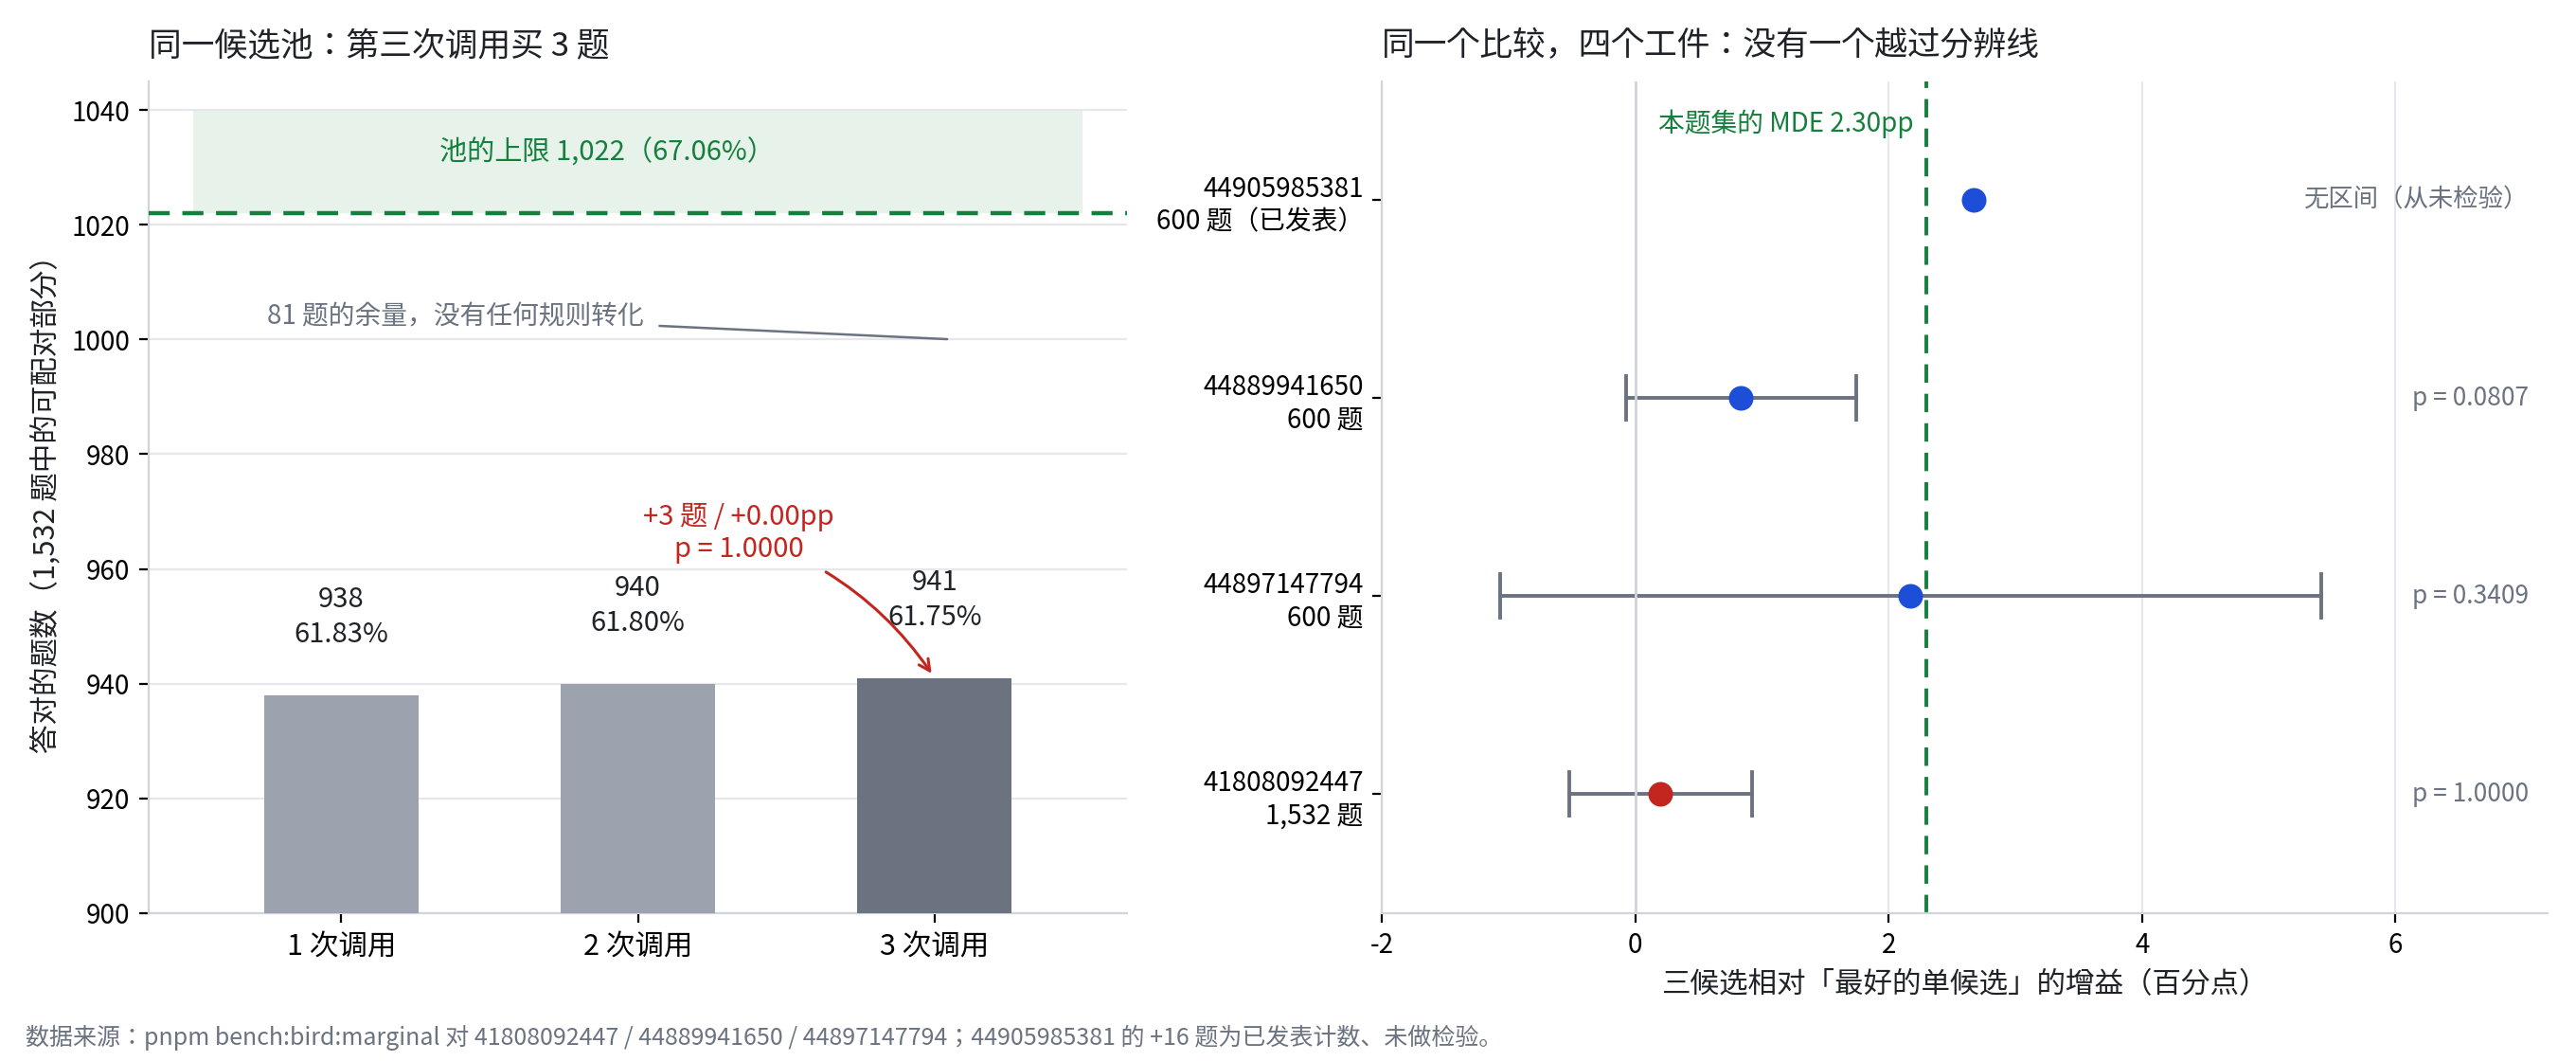 同一候选池：第三次调用买 3 题
答对的题数（1,532 题中的可配对部分）
1040
1020
1000
980
960
940
920
900
池的上限 1,022（67.06%）
81 题的余量，没有任何规则转化
+3 题 / +0.00pp
p = 1.0000
938
61.83%
940
61.80%
941
61.75%
1 次调用
2 次调用
3 次调用
同一个比较，四个工件：没有一个越过分辨线
本题集的 MDE 2.30pp
44905985381
600 题（已发表）
无区间（从未检验）
44889941650
600 题
p = 0.0807
44897147794
600 题
p = 0.3409
41808092447
1,532 题
p = 1.0000
-2
0
2
4
6
三候选相对「最好的单候选」的增益（百分点）
数据来源：pnpm bench:bird:marginal 对 41808092447 / 44889941650 / 44897147794；44905985381 的 +16 题为已发表计数、未做检验。